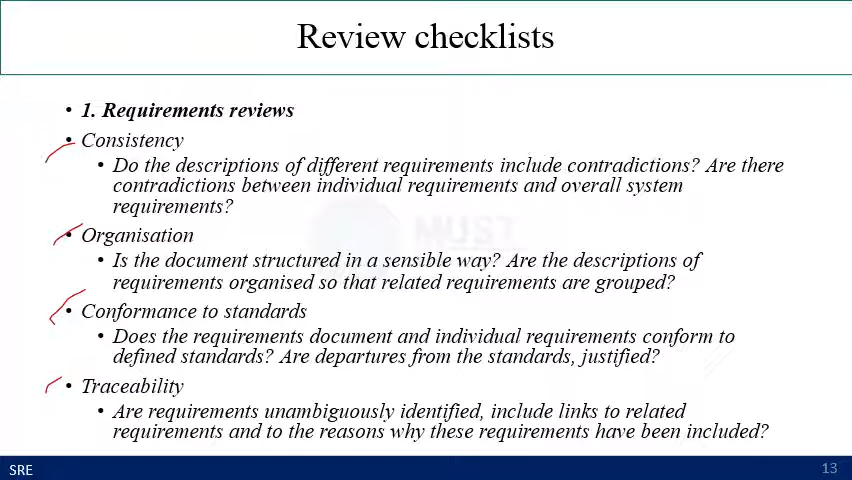 Review checklists
• 1. Requirements reviews
• Consistency
• Do the descriptions of different requirements include contradictions? Are there
contradictions between individual requirements and overall system
requirements?
• Organisation
• Is the document structured in a sensible way? Are the descriptions of
requirements organised so that related requirements are grouped?
• Conformance to standards
• Does the requirements document and individual requirements conform to
defined standards? Are departures from the standards, justified?
• Traceability
• Are requirements unambiguously identified, include links to related
requirements and to the reasons why these requirements have been included?
MUST
SRE
13